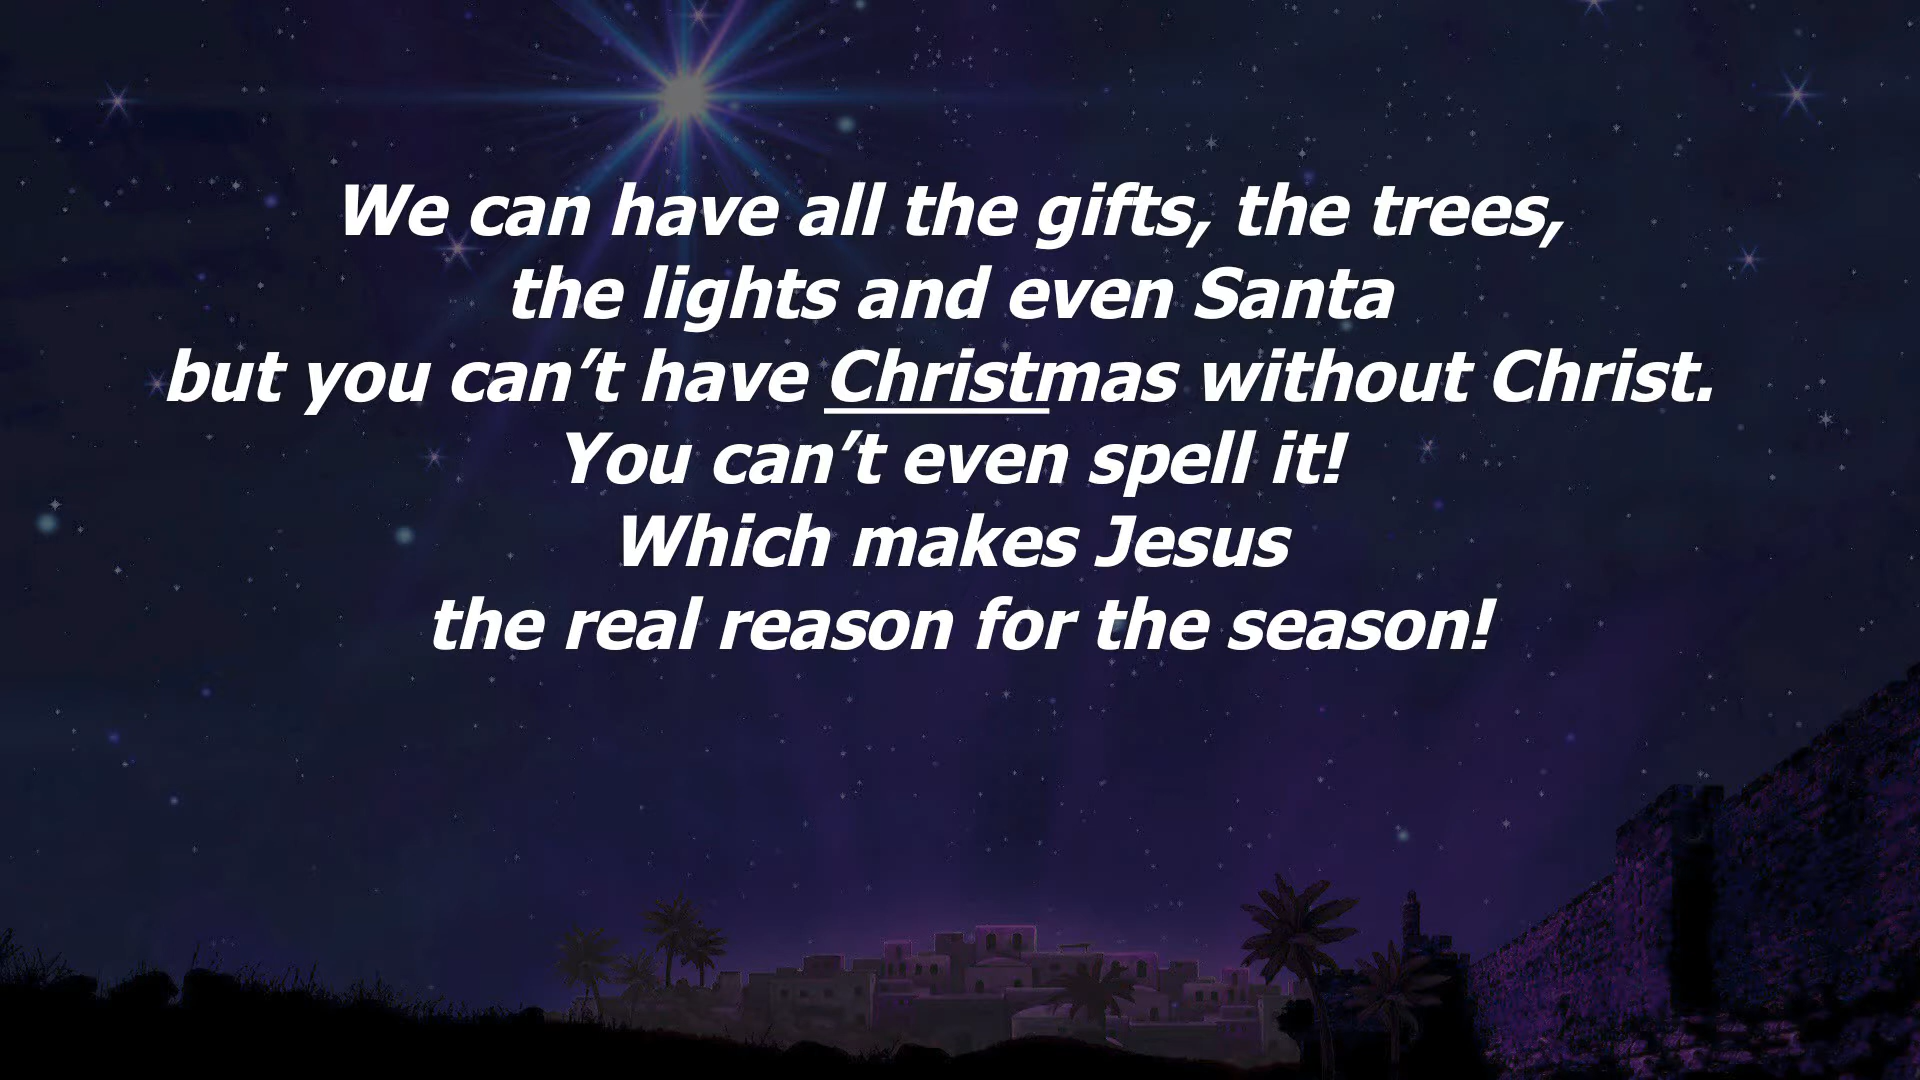 We can have all the gifts, the trees,
the lights and even Santa
but you can’t have Christmas without Christ.
You can’t even spell it!
Which makes Jesus
the real reason for the season!